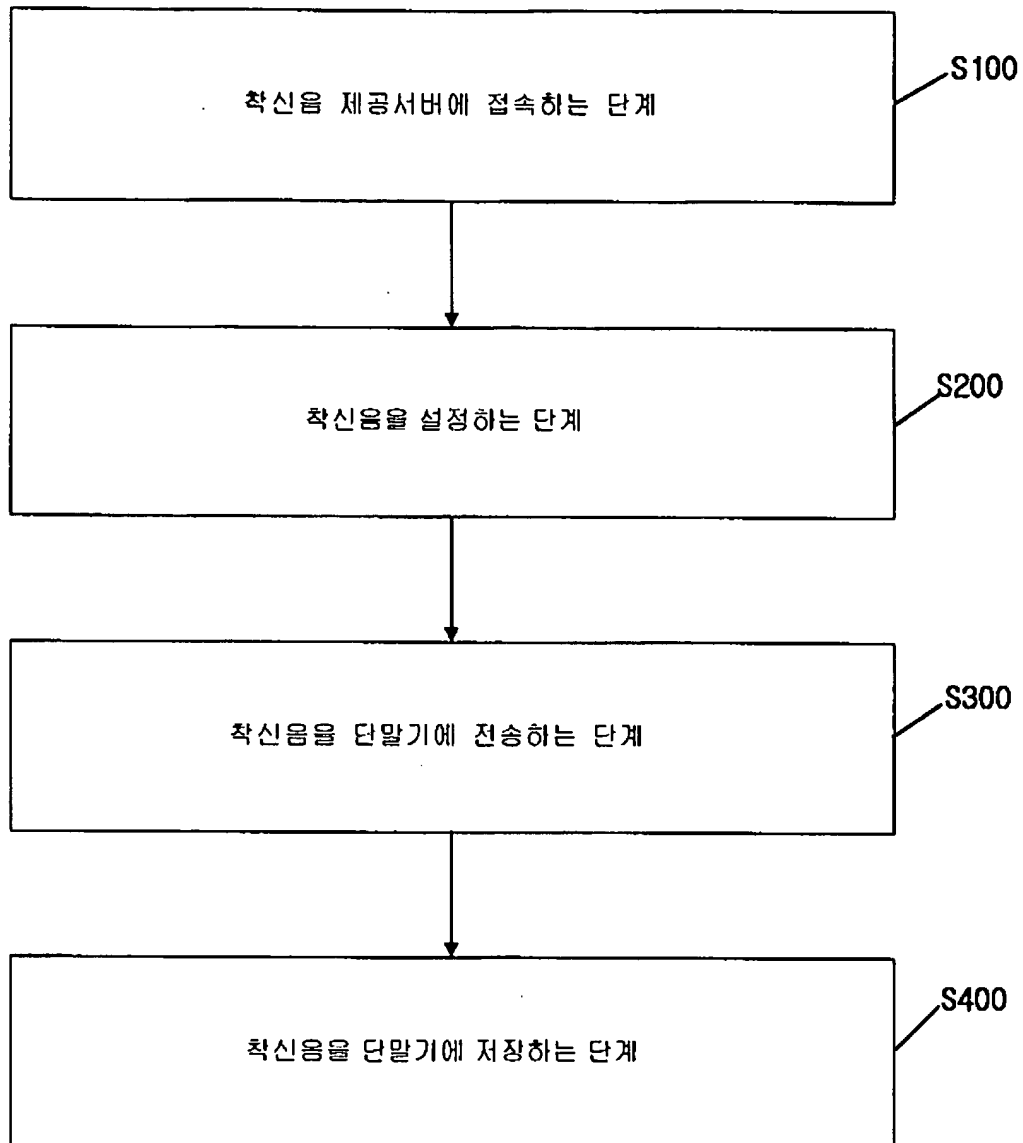 착신음 제공서버에 접속하는 단계
S100
착신음을 설정하는 단계
S200
착신음을 단말기에 전송하는 단계
S300
착신음을 단말기에 저장하는 단계
S400